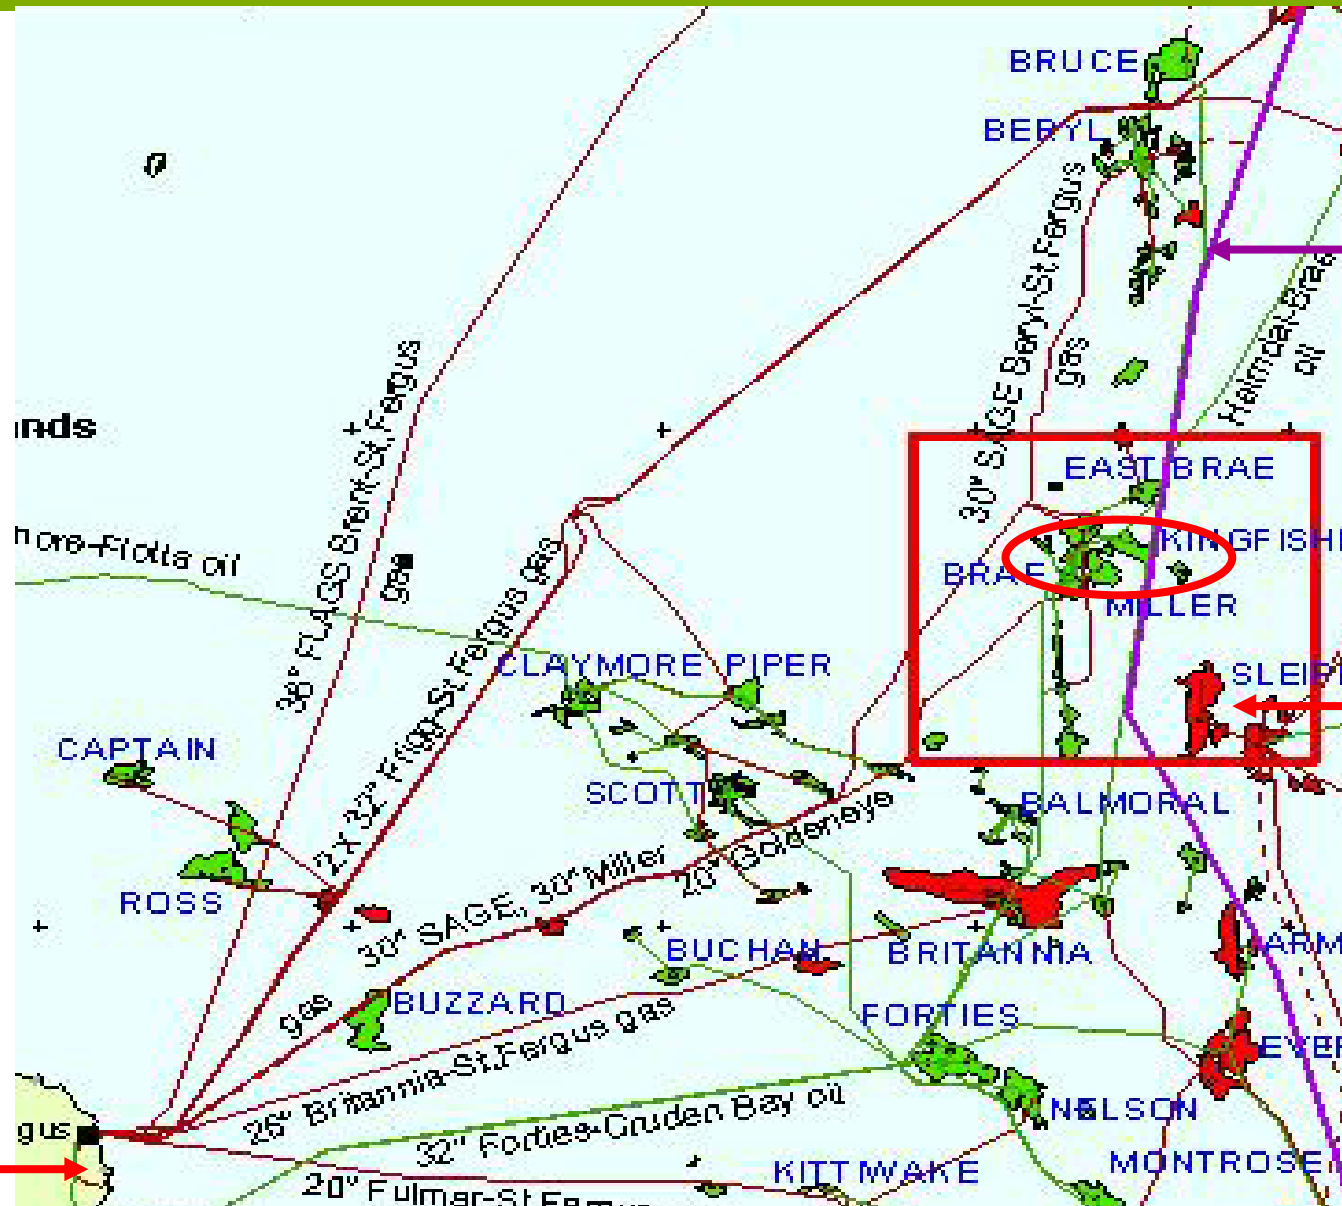 BRUCE
BERYL
30" SAGE Beryl-St.Fergus
gas
Heimdal-Brae
oil
36" FLAGS Brent-St.Fergus
gas
nds
EAST BRAE
KINGFISH
BRAE
MILLER
hore-Flotta oil
2 x 32" Frigg-St.Fergus gas
CLAYMORE
PIPER
SLEIP
CAPTAIN
SCOTT
BALMORAL
20" Goldeneye
30" SAGE, 30" Miller
gas
ROSS
BUCHAN
BRITANNIA
ARM
BUZZARD
FORTIES
26" Britannia-St.Fergus gas
EVER
32" Forties-Cruden Bay oil
NELSON
gus
KITTIWAKE
MONTROSE
20" Fulmar-St.Fergus